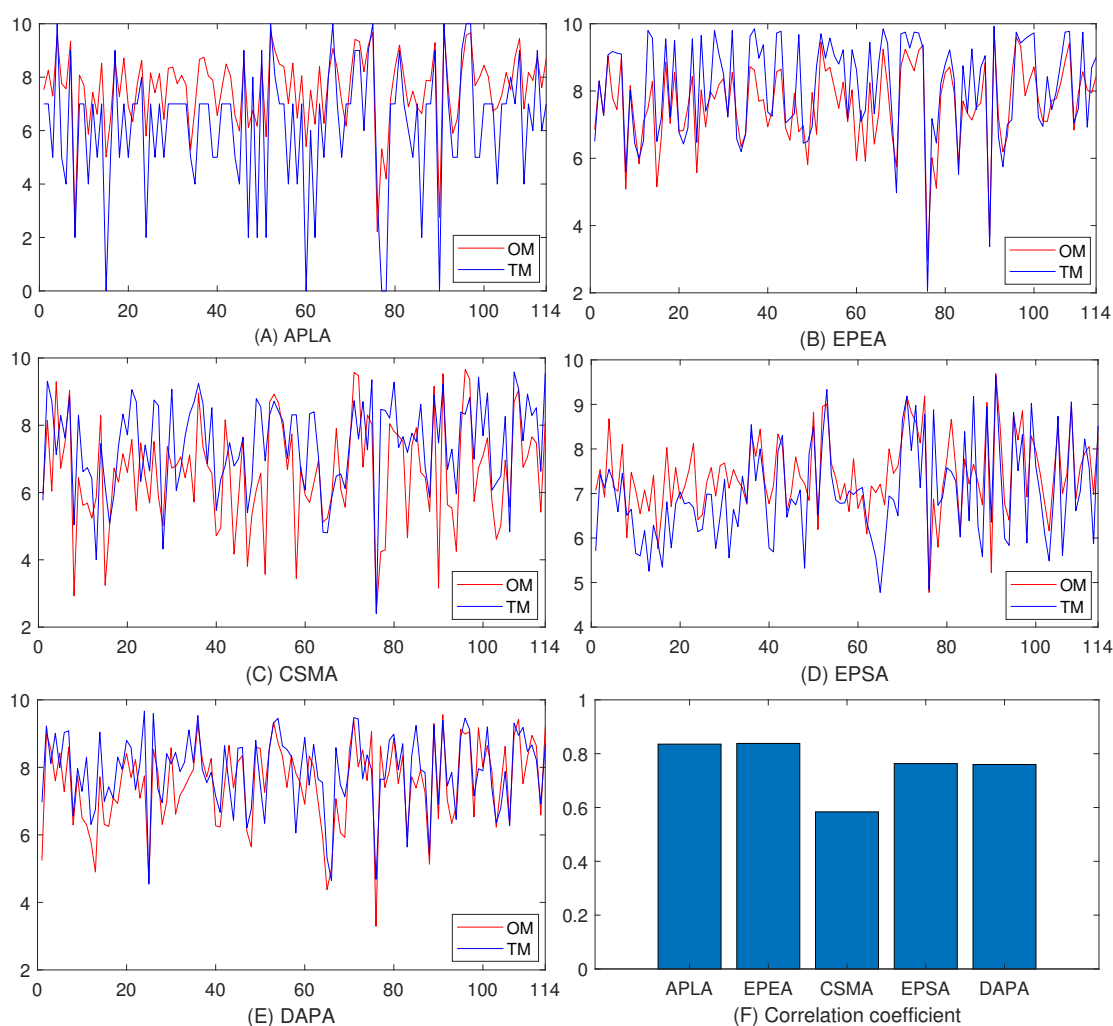 10
8
6
4
2
0
0 20 40 60 80 100 114
OM
TM
(A) APLA
10
8
6
4
2
0 20 40 60 80 100 114
OM
TM
(B) EPEA
10
8
6
4
2
0 20 40 60 80 100 114
OM
TM
(C) CSMA
10
9
8
7
6
5
4
0 20 40 60 80 100 114
OM
TM
(D) EPSA
10
8
6
4
2
0 20 40 60 80 100 114
OM
TM
(E) DAPA
1
0.8
0.6
0.4
0.2
0
APLA EPEA CSMA EPSA DAPA
(F) Correlation coefficient